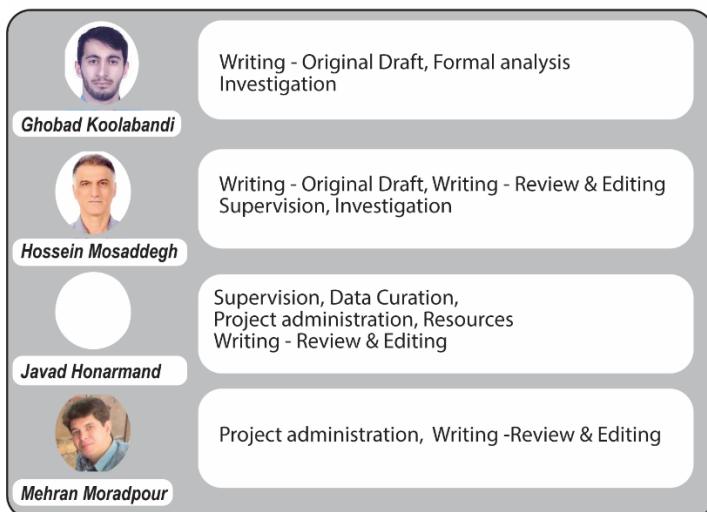 Writing - Original Draft, Formal analysis
Investigation
Ghobad Koolabandi
Writing - Original Draft, Writing - Review & Editing
Supervision, Investigation
Hossein Mosaddegh
Supervision, Data Curation,
Project administration, Resources
Writing - Review & Editing
Javad Honarmand
Project administration, Writing -Review & Editing
Mehran Moradpour